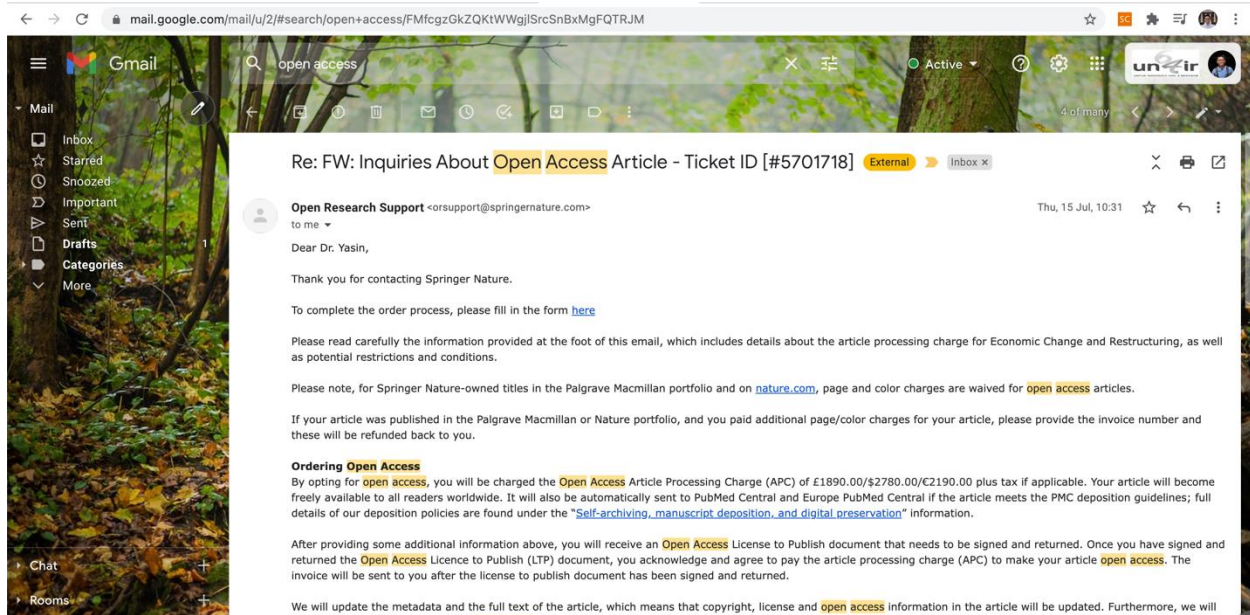 mail.google.com/mail/u/2/#search/open+access/FMfcgzGkZQKtWWgjlSrcSnBxMgFQTRJM
SC
Gmail
open access
Active
unair
Mail
4 of many
Inbox
Starred
Snoozed
Important
Sent
Drafts 1
Categories
More
Chat
Rooms
Re: FW: Inquiries About Open Access Article - Ticket ID [#5701718] External Inbox ×
Open Research Support <orsupport@springernature.com> Thu, 15 Jul, 10:31
to me
Dear Dr. Yasin,
Thank you for contacting Springer Nature.
To complete the order process, please fill in the form here
Please read carefully the information provided at the foot of this email, which includes details about the article processing charge for Economic Change and Restructuring, as well
as potential restrictions and conditions.
Please note, for Springer Nature-owned titles in the Palgrave Macmillan portfolio and on nature.com, page and color charges are waived for open access articles.
If your article was published in the Palgrave Macmillan or Nature portfolio, and you paid additional page/color charges for your article, please provide the invoice number and
these will be refunded back to you.
Ordering Open Access
By opting for open access, you will be charged the Open Access Article Processing Charge (APC) of £1890.00/$2780.00/€2190.00 plus tax if applicable. Your article will become
freely available to all readers worldwide. It will also be automatically sent to PubMed Central and Europe PubMed Central if the article meets the PMC deposition guidelines; full
details of our deposition policies are found under the “Self-archiving, manuscript deposition, and digital preservation” information.
After providing some additional information above, you will receive an Open Access License to Publish document that needs to be signed and returned. Once you have signed and
returned the Open Access Licence to Publish (LTP) document, you acknowledge and agree to pay the article processing charge (APC) to make your article open access. The
invoice will be sent to you after the license to publish document has been signed and returned.
We will update the metadata and the full text of the article, which means that copyright, license and open access information in the article will be updated. Furthermore, we will